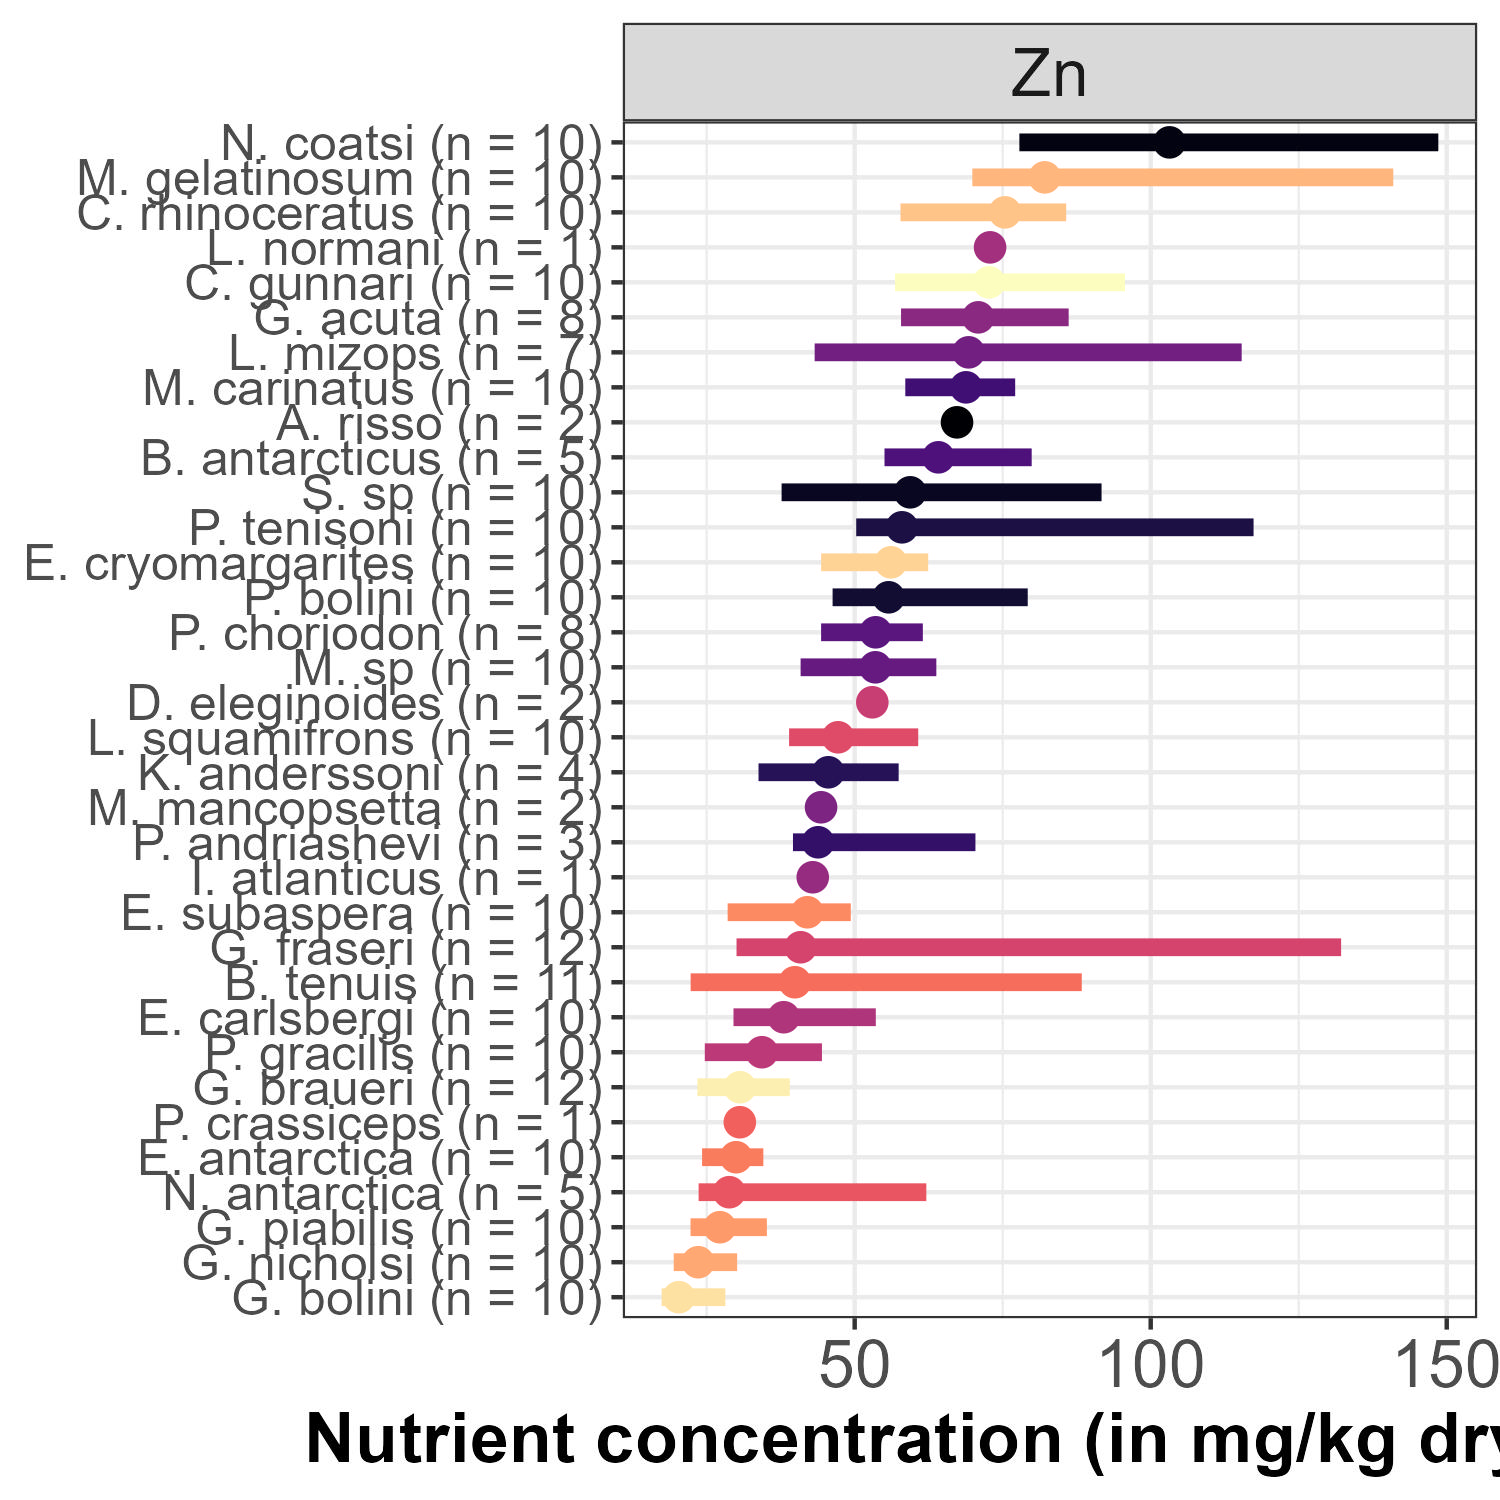 Zn
N. coatsi (n = 10)
M. gelatinosum (n = 10)
C. rhinoceratus (n = 10)
L. normani (n = 1)
C. gunnari (n = 10)
G. acuta (n = 8)
L. mizops (n = 7)
M. carinatus (n = 10)
A. risso (n = 2)
B. antarcticus (n = 5)
S. sp (n = 10)
P. tenisoni (n = 10)
E. cryomargarites (n = 10)
P. bolini (n = 10)
P. choriodon (n = 8)
M. sp (n = 10)
D. eleginoides (n = 2)
L. squamifrons (n = 10)
K. anderssoni (n = 4)
M. mancopsetta (n = 2)
P. andriashevi (n = 3)
I. atlanticus (n = 1)
E. subaspera (n = 10)
G. fraseri (n = 12)
B. tenuis (n = 11)
E. carlsbergi (n = 10)
P. gracilis (n = 10)
G. braueri (n = 12)
P. crassiceps (n = 1)
E. antarctica (n = 10)
N. antarctica (n = 5)
G. piabilis (n = 10)
G. nicholsi (n = 10)
G. bolini (n = 10)
50 100 150
Nutrient concentration (in mg/kg dry